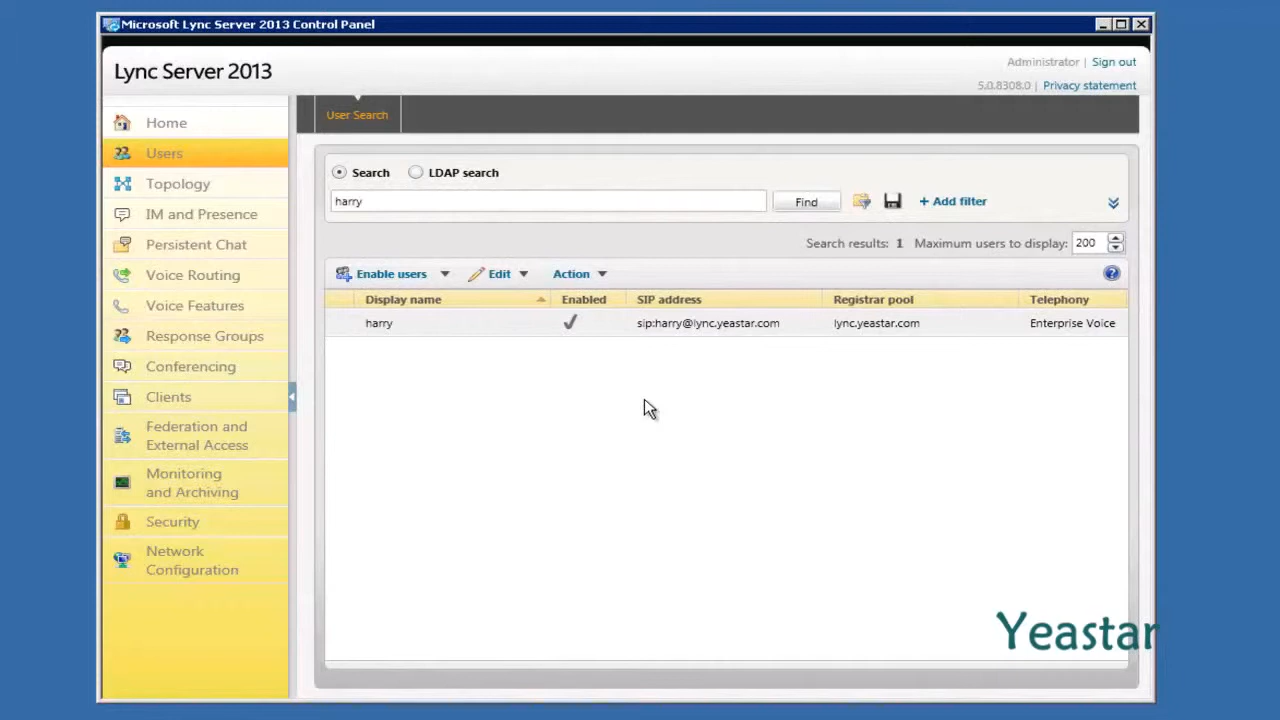 Microsoft Lync Server 2013 Control Panel
Lync Server 2013
Administrator | Sign out
5.0.8308.0 | Privacy statement
Home
Users
Topology
IM and Presence
Persistent Chat
Voice Routing
Voice Features
Response Groups
Conferencing
Clients
Federation and
External Access
Monitoring
and Archiving
Security
Network
Configuration
User Search
Search LDAP search
harry Find + Add filter
Search results: 1 Maximum users to display: 200
Enable users Edit Action
Display name Enabled SIP address Registrar pool Telephony
harry sip:harry@lync.yeastar.com lync.yeastar.com Enterprise Voice
Yeastar